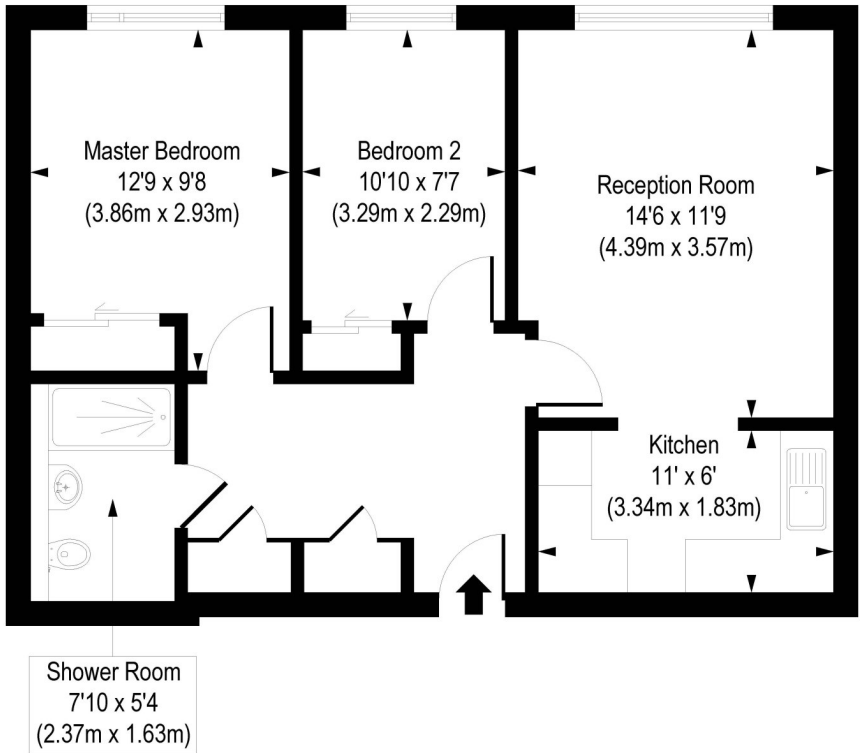 Master Bedroom
12'9 x 9'8
(3.86m x 2.93m)
Bedroom 2
10'10 x 7'7
(3.29m x 2.29m)
Reception Room
14'6 x 11'9
(4.39m x 3.57m)
Kitchen
11' x 6'
(3.34m x 1.83m)
Shower Room
7'10 x 5'4
(2.37m x 1.63m)